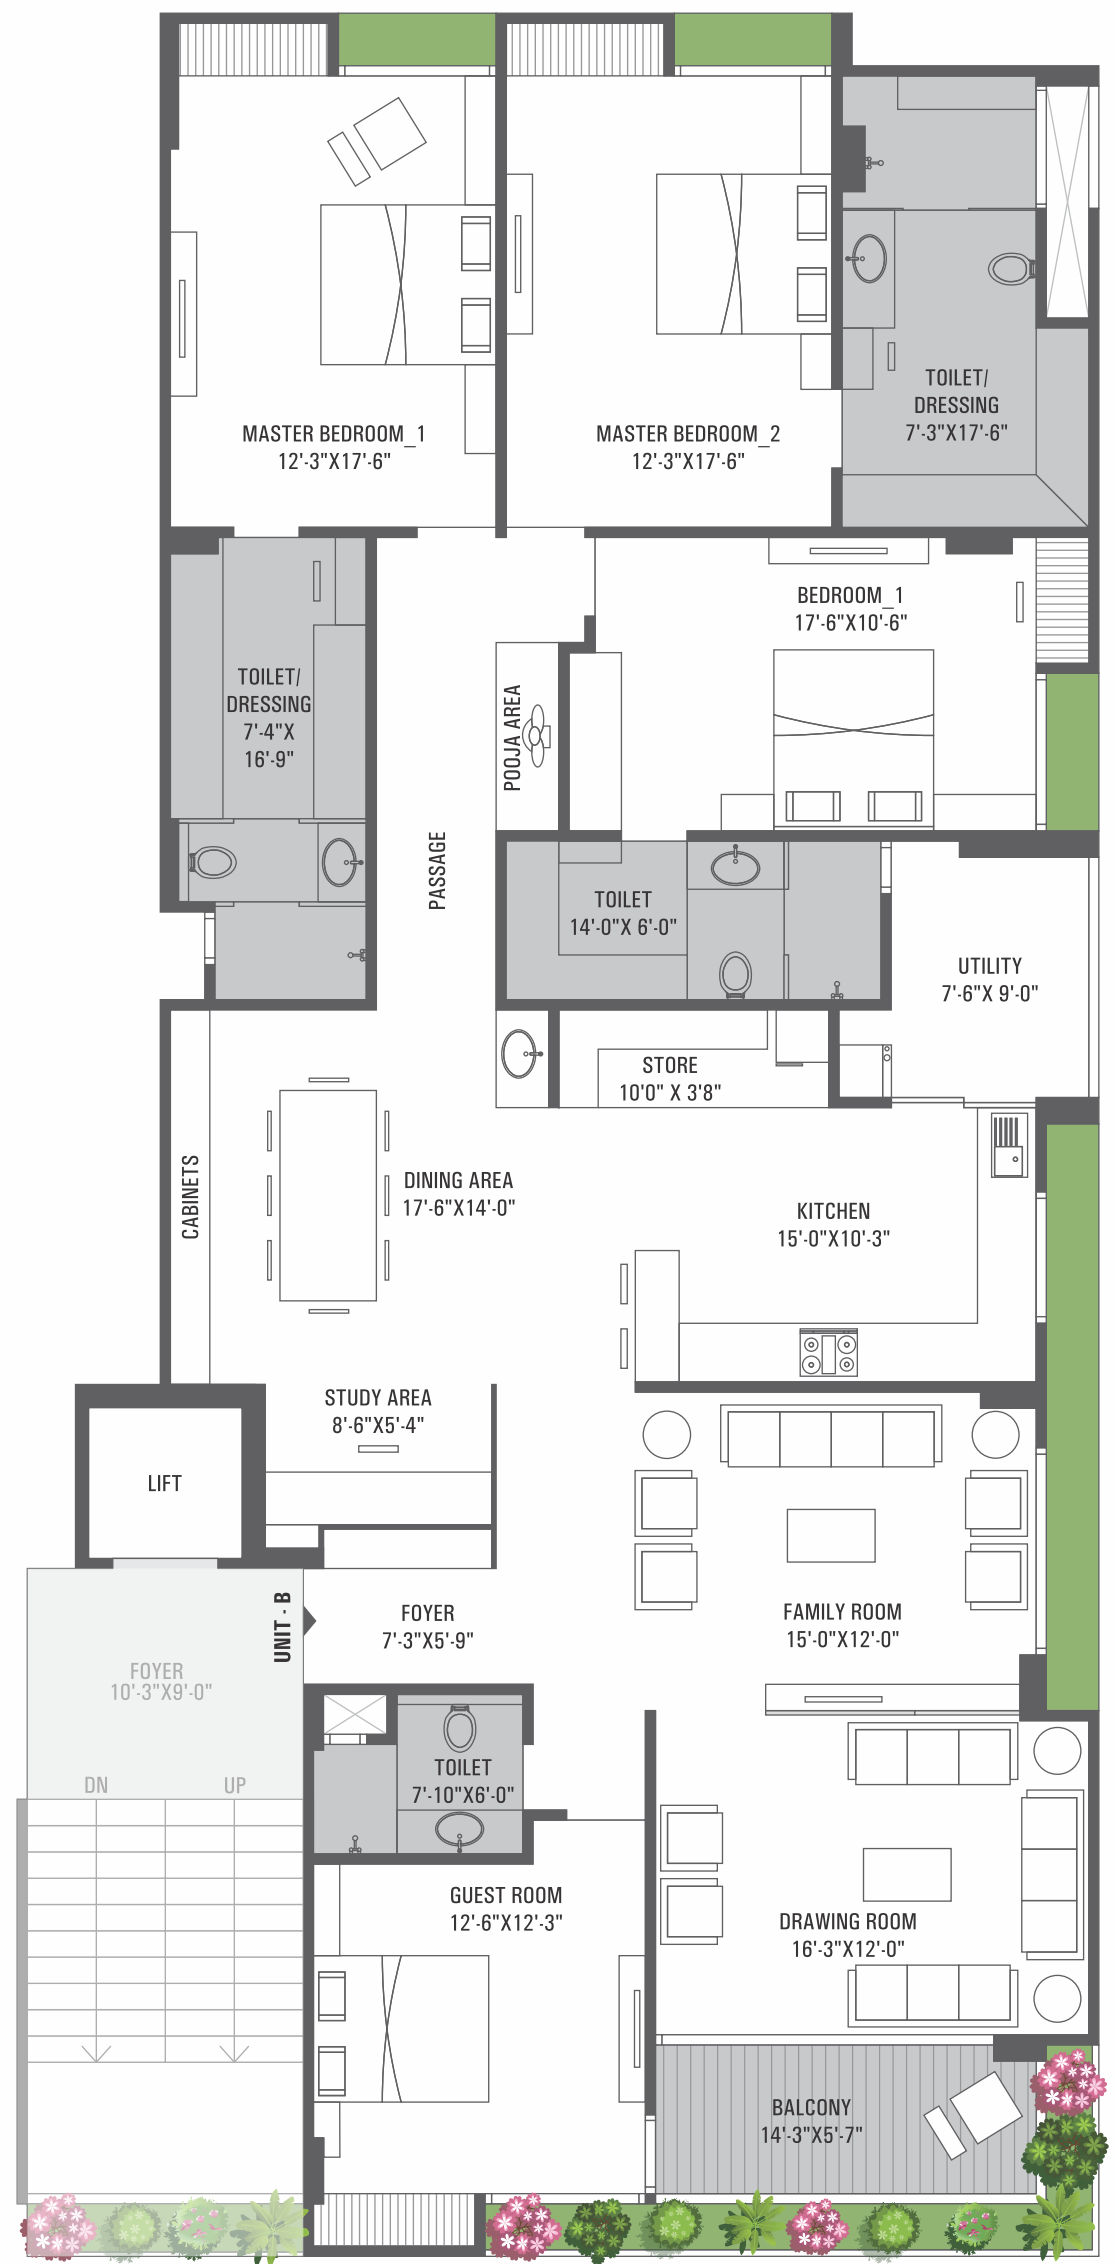 MASTER BEDROOM_1
12'-3"X17'-6"
MASTER BEDROOM_2
12'-3"X17'-6"
TOILET/
DRESSING
7'-3"X17'-6"
BEDROOM_1
17'-6"X10'-6"
TOILET/
DRESSING
7'-4"X
16'-9"
POOJA AREA
PASSAGE
TOILET
14'-0"X 6'-0"
UTILITY
7'-6"X 9'-0"
STORE
10'0" X 3'8"
CABINETS
DINING AREA
17'-6"X14'-0"
KITCHEN
15'-0"X10'-3"
STUDY AREA
8'-6"X5'-4"
LIFT
UNIT - B
FOYER
7'-3"X5'-9"
FAMILY ROOM
15'-0"X12'-0"
FOYER
10'-3"X9'-0"
DN
UP
TOILET
7'-10"X6'-0"
GUEST ROOM
12'-6"X12'-3"
DRAWING ROOM
16'-3"X12'-0"
BALCONY
14'-3"X5'-7"